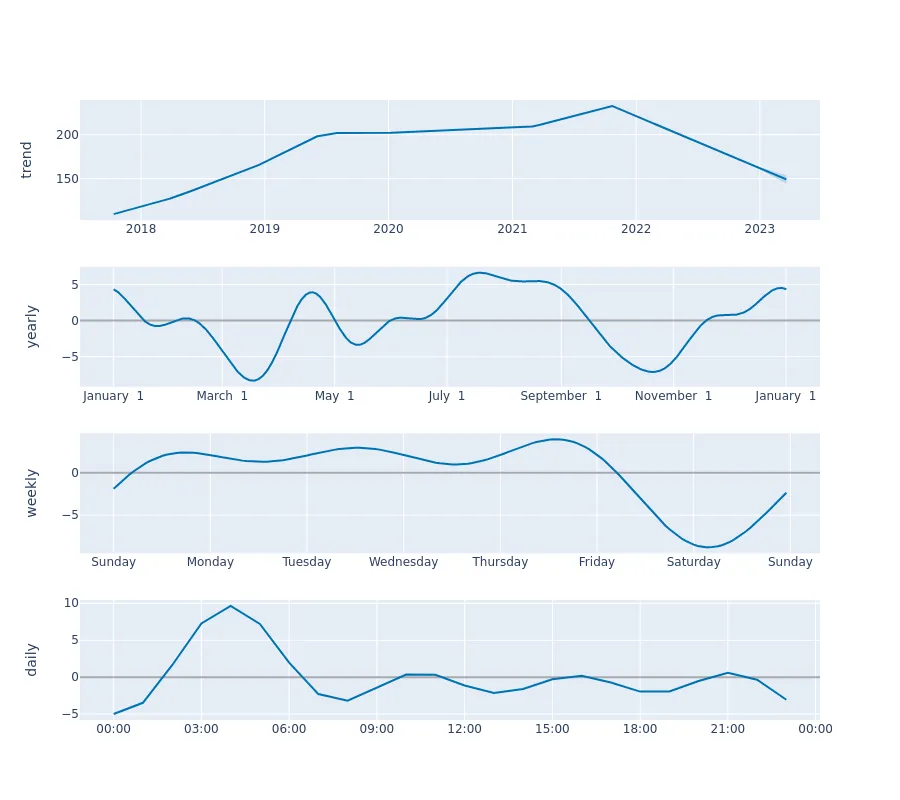 trend
200
150
2018 2019 2020 2021 2022 2023
yearly
5
0
−5
January 1 March 1 May 1 July 1 September 1 November 1 January 1
weekly
0
−5
Sunday Monday Tuesday Wednesday Thursday Friday Saturday Sunday
daily
10
5
0
−5
00:00 03:00 06:00 09:00 12:00 15:00 18:00 21:00 00:00